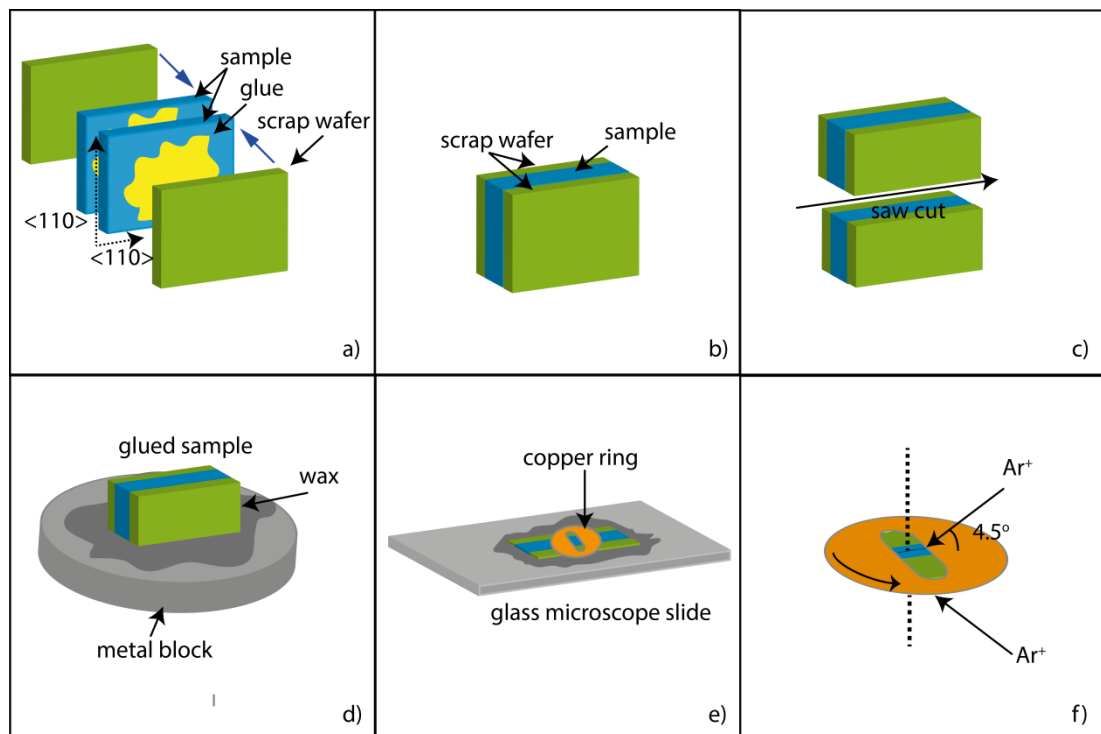 sample
glue
scrap wafer
<110>
<110>
a)
scrap wafer
sample
b)
saw cut
c)
glued sample
wax
metal block
d)
copper ring
glass microscope slide
e)
Ar⁺
4.5°
Ar⁺
f)